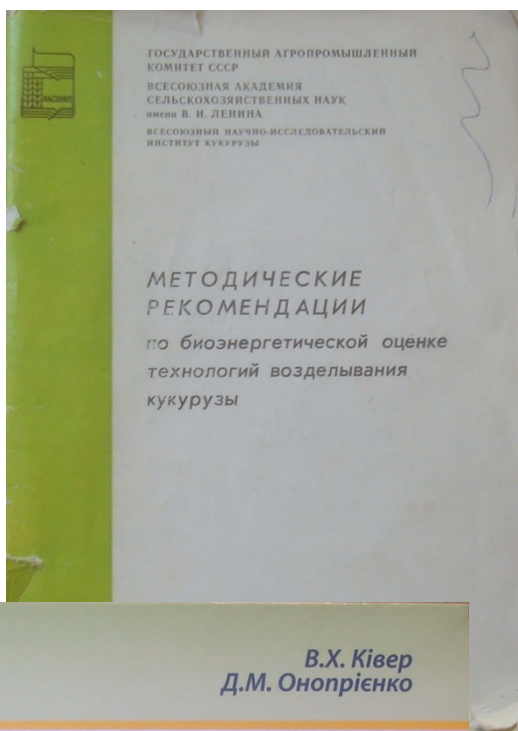 ГОСУДАРСТВЕННЫЙ АГРОПРОМЫШЛЕННЫЙ
КОМИТЕТ СССР
ВСЕСОЮЗНАЯ АКАДЕМИЯ
СЕЛЬСКОХОЗЯЙСТВЕННЫХ НАУК
имени В. И. ЛЕНИНА
ВСЕСОЮЗНЫЙ НАУЧНО-ИССЛЕДОВАТЕЛЬСКИЙ
ИНСТИТУТ КУКУРУЗЫ
ВАСХНИЛ
МЕТОДИЧЕСКИЕ
РЕКОМЕНДАЦИИ
по биоэнергетической оценке
технологий возделывания
кукурузы
В.Х. Ківер
Д.М. Онопрієнко